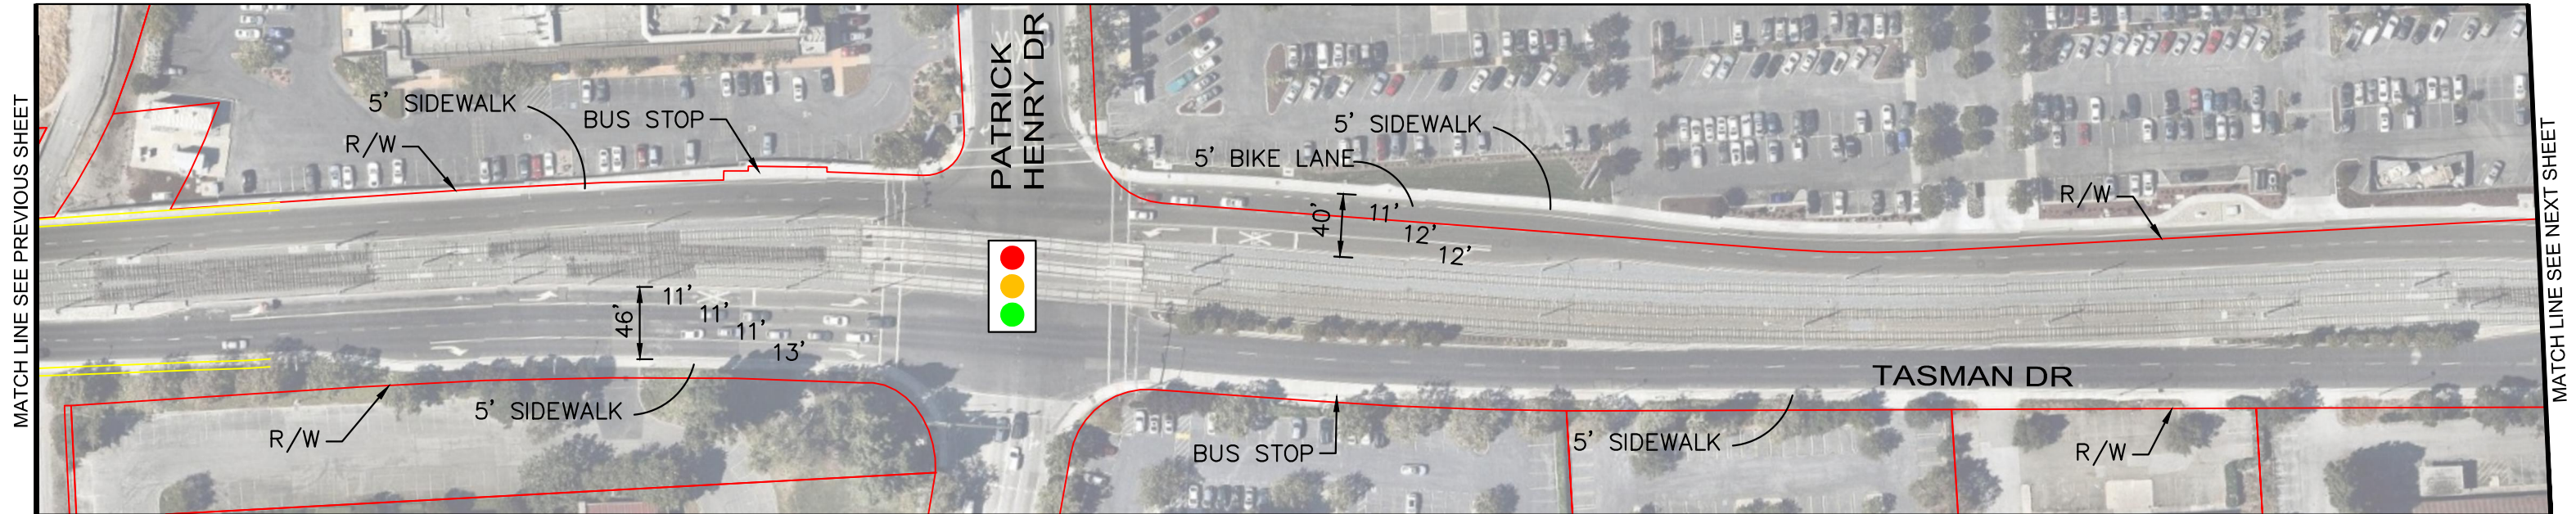 MATCH LINE SEE PREVIOUS SHEET
5' SIDEWALK
BUS STOP
R/W
PATRICK
HENRY DR
5' SIDEWALK
5' BIKE LANE
R/W
MATCH LINE SEE NEXT SHEET
40'
11'
12'
12'
46'
11'
11'
11'
13'
TASMAN DR
5' SIDEWALK
R/W
BUS STOP
5' SIDEWALK
R/W